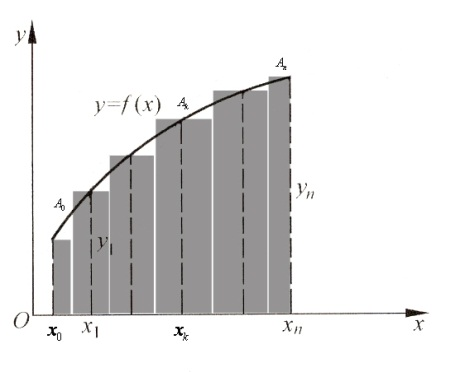 y
Aₙ
y=f(x)
Aₖ
A₀
yₙ
y₁
O
x₀ x₁ xₖ xₙ x